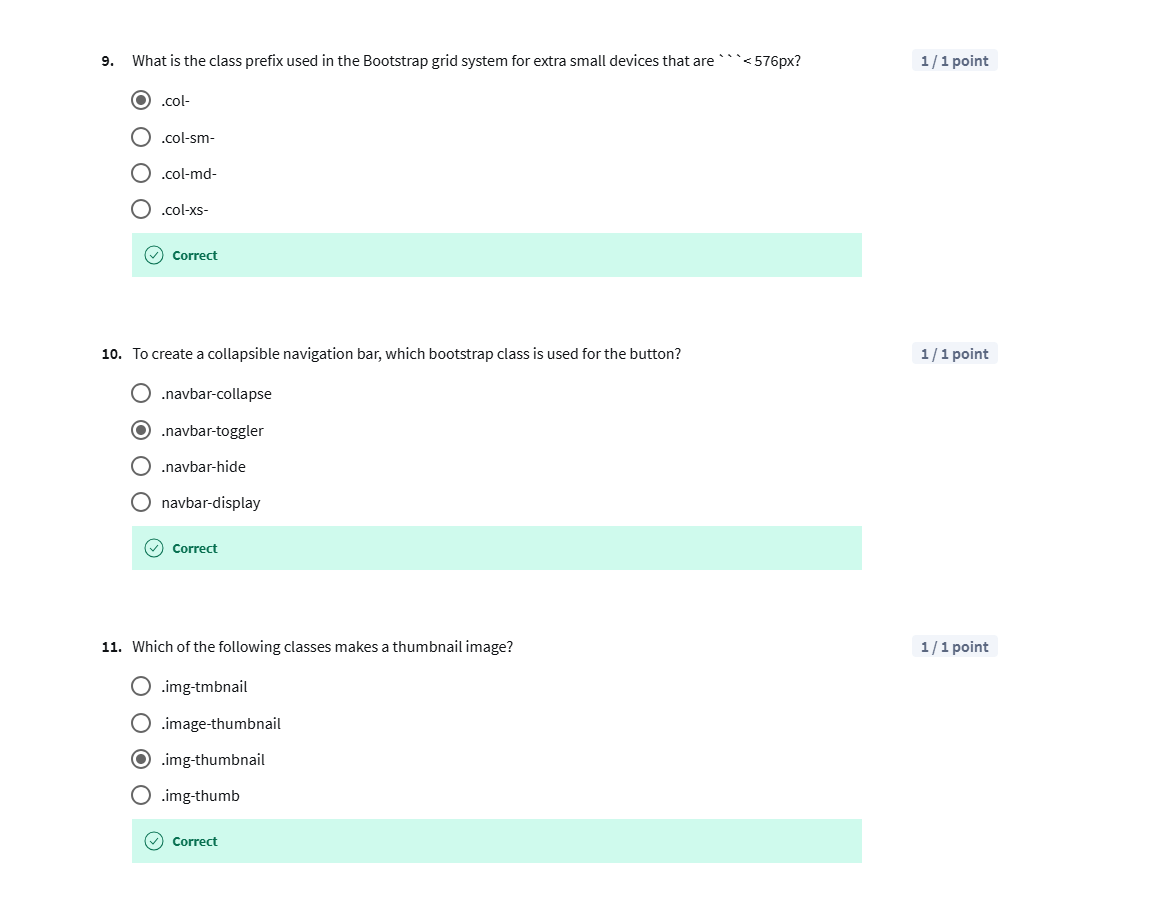 9. What is the class prefix used in the Bootstrap grid system for extra small devices that are ```< 576px? 1 / 1 point
.col-
.col-sm-
.col-md-
.col-xs-
Correct
10. To create a collapsible navigation bar, which bootstrap class is used for the button? 1 / 1 point
.navbar-collapse
.navbar-toggler
.navbar-hide
navbar-display
Correct
11. Which of the following classes makes a thumbnail image? 1 / 1 point
.img-tmbnail
.image-thumbnail
.img-thumbnail
.img-thumb
Correct